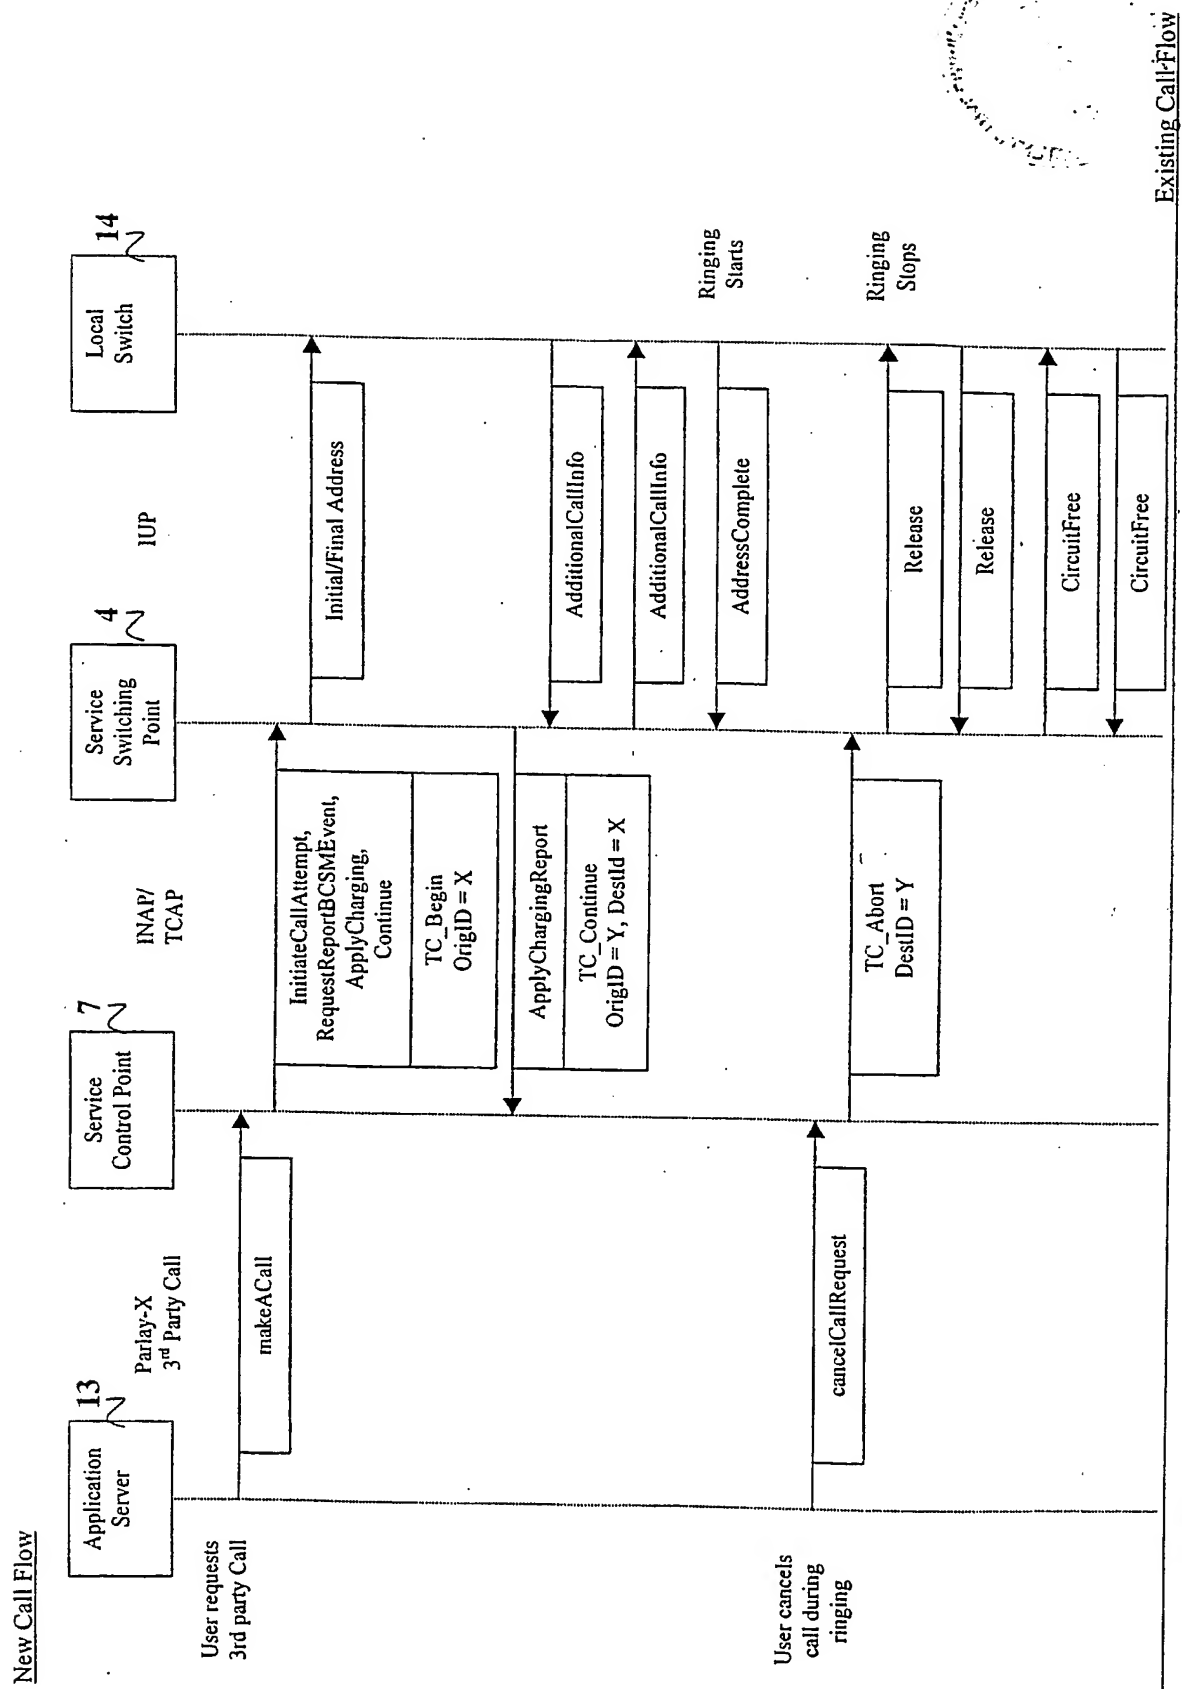 New Call Flow
Application
Server
13
Parlay-X
3rd Party Call
Service
Control Point
7
INAP/
TCAP
Service
Switching
Point
4
IUP
Local
Switch
14
User requests
3rd party Call
makeACall
InitiateCallAttempt,
RequestReportBCSMEvent,
ApplyCharging,
Continue
TC_Begin
OrigID = X
Initial/Final Address
ApplyChargingReport
TC_Continue
OrigID = Y, DestId = X
AdditionalCallInfo
AdditionalCallInfo
AddressComplete
Ringing
Starts
User cancels
call during
ringing
cancelCallRequest
TC_Abort
DestID = Y
Release
Ringing
Stops
Release
CircuitFree
CircuitFree
Existing Call Flow